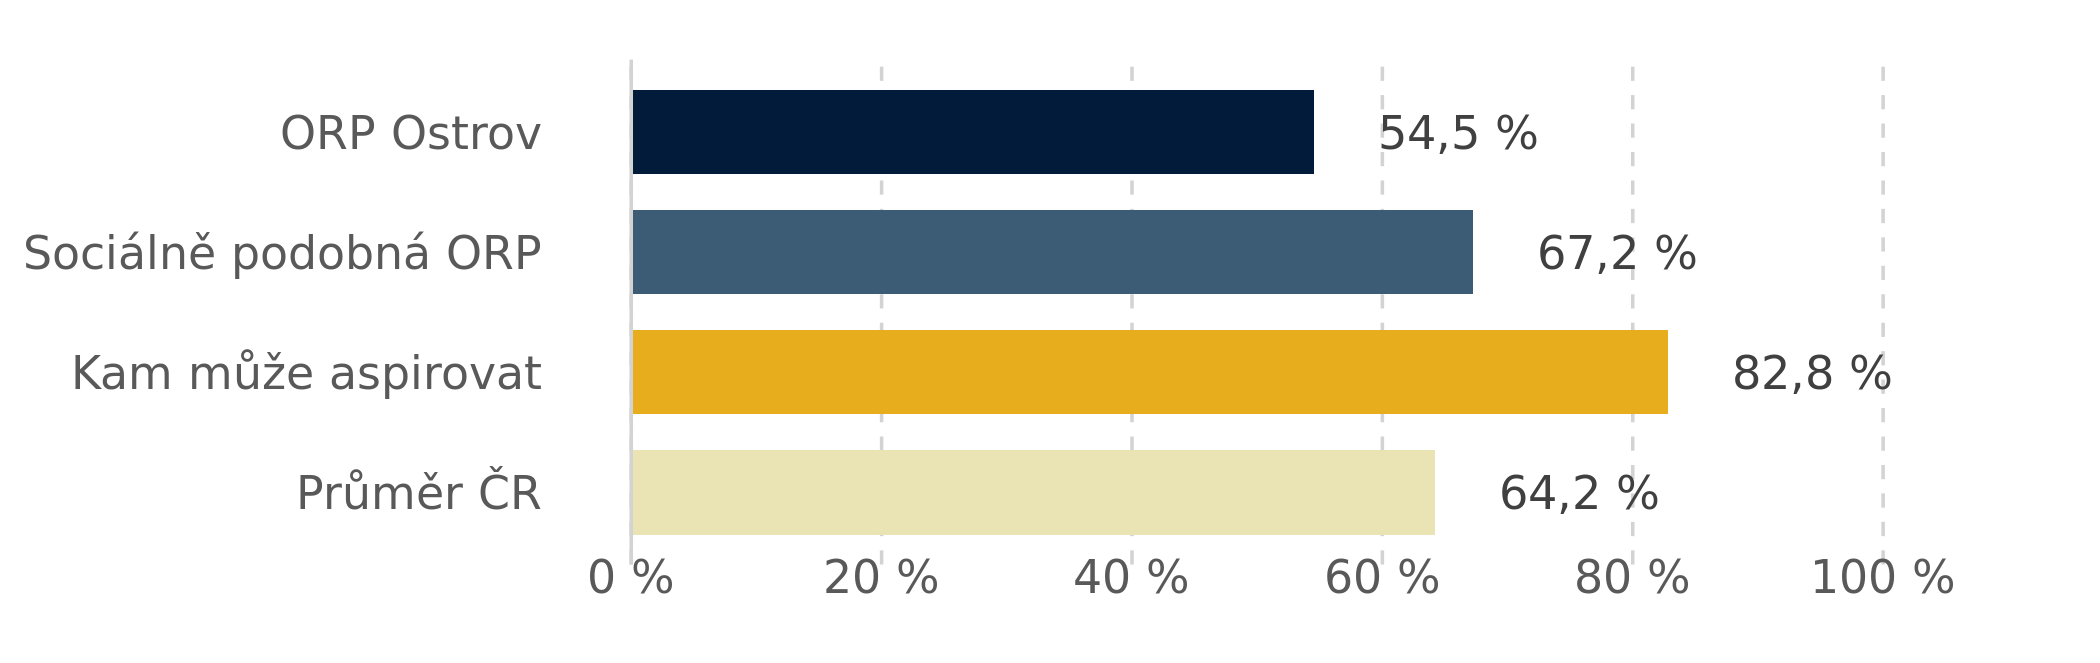 ORP Ostrov 54,5 %
Sociálně podobná ORP 67,2 %
Kam může aspirovat 82,8 %
Průměr ČR 64,2 %
0 % 20 % 40 % 60 % 80 % 100 %